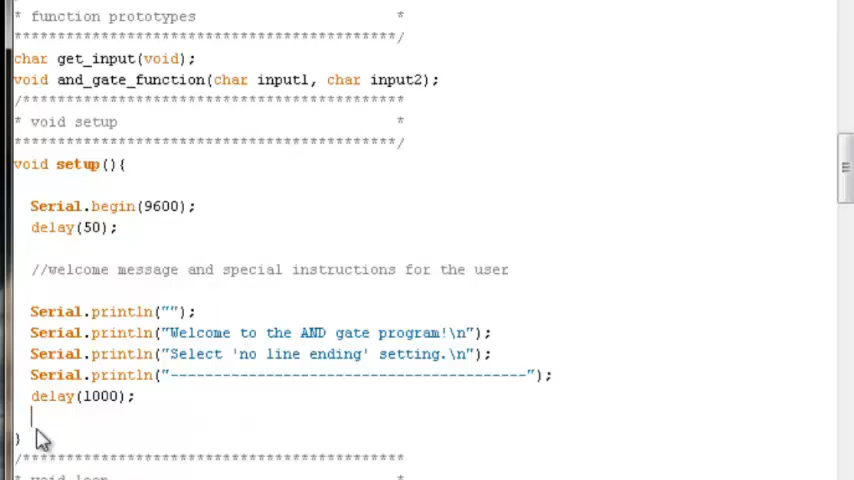 * function prototypes *
********************************************/
char get_input(void);
void and_gate_function(char input1, char input2);
/********************************************
* void setup *
********************************************/
void setup(){
Serial.begin(9600);
delay(50);
//welcome message and special instructions for the user
Serial.println("");
Serial.println("Welcome to the AND gate program!\n");
Serial.println("Select 'no line ending' setting.\n");
Serial.println("-----------------------------------------");
delay(1000);
}
/********************************************
* void loop *